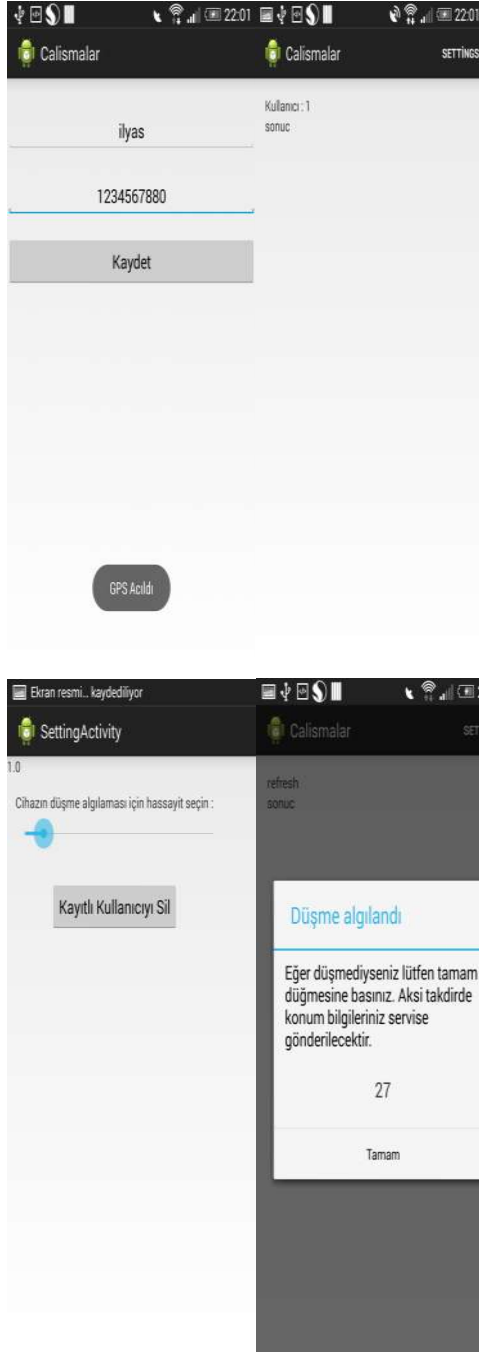 22:01
Calismalar
ilyas
1234567880
Kaydet
GPS Acıldı
22:01
Calismalar
SETTİNGS
Kullanıcı : 1
sonuc
Ekran resmi.. kaydediliyor
SettingActivity
1.0
Cihazın düşme algılaması için hassayit seçin :
Kayıtlı Kullanıcıyı Sil
Calismalar
SET
refresh
sonuc
Düşme algılandı
Eğer düşmediyseniz lütfen tamam
düğmesine basınız. Aksi takdirde
konum bilgileriniz servise
gönderilecektir.
27
Tamam